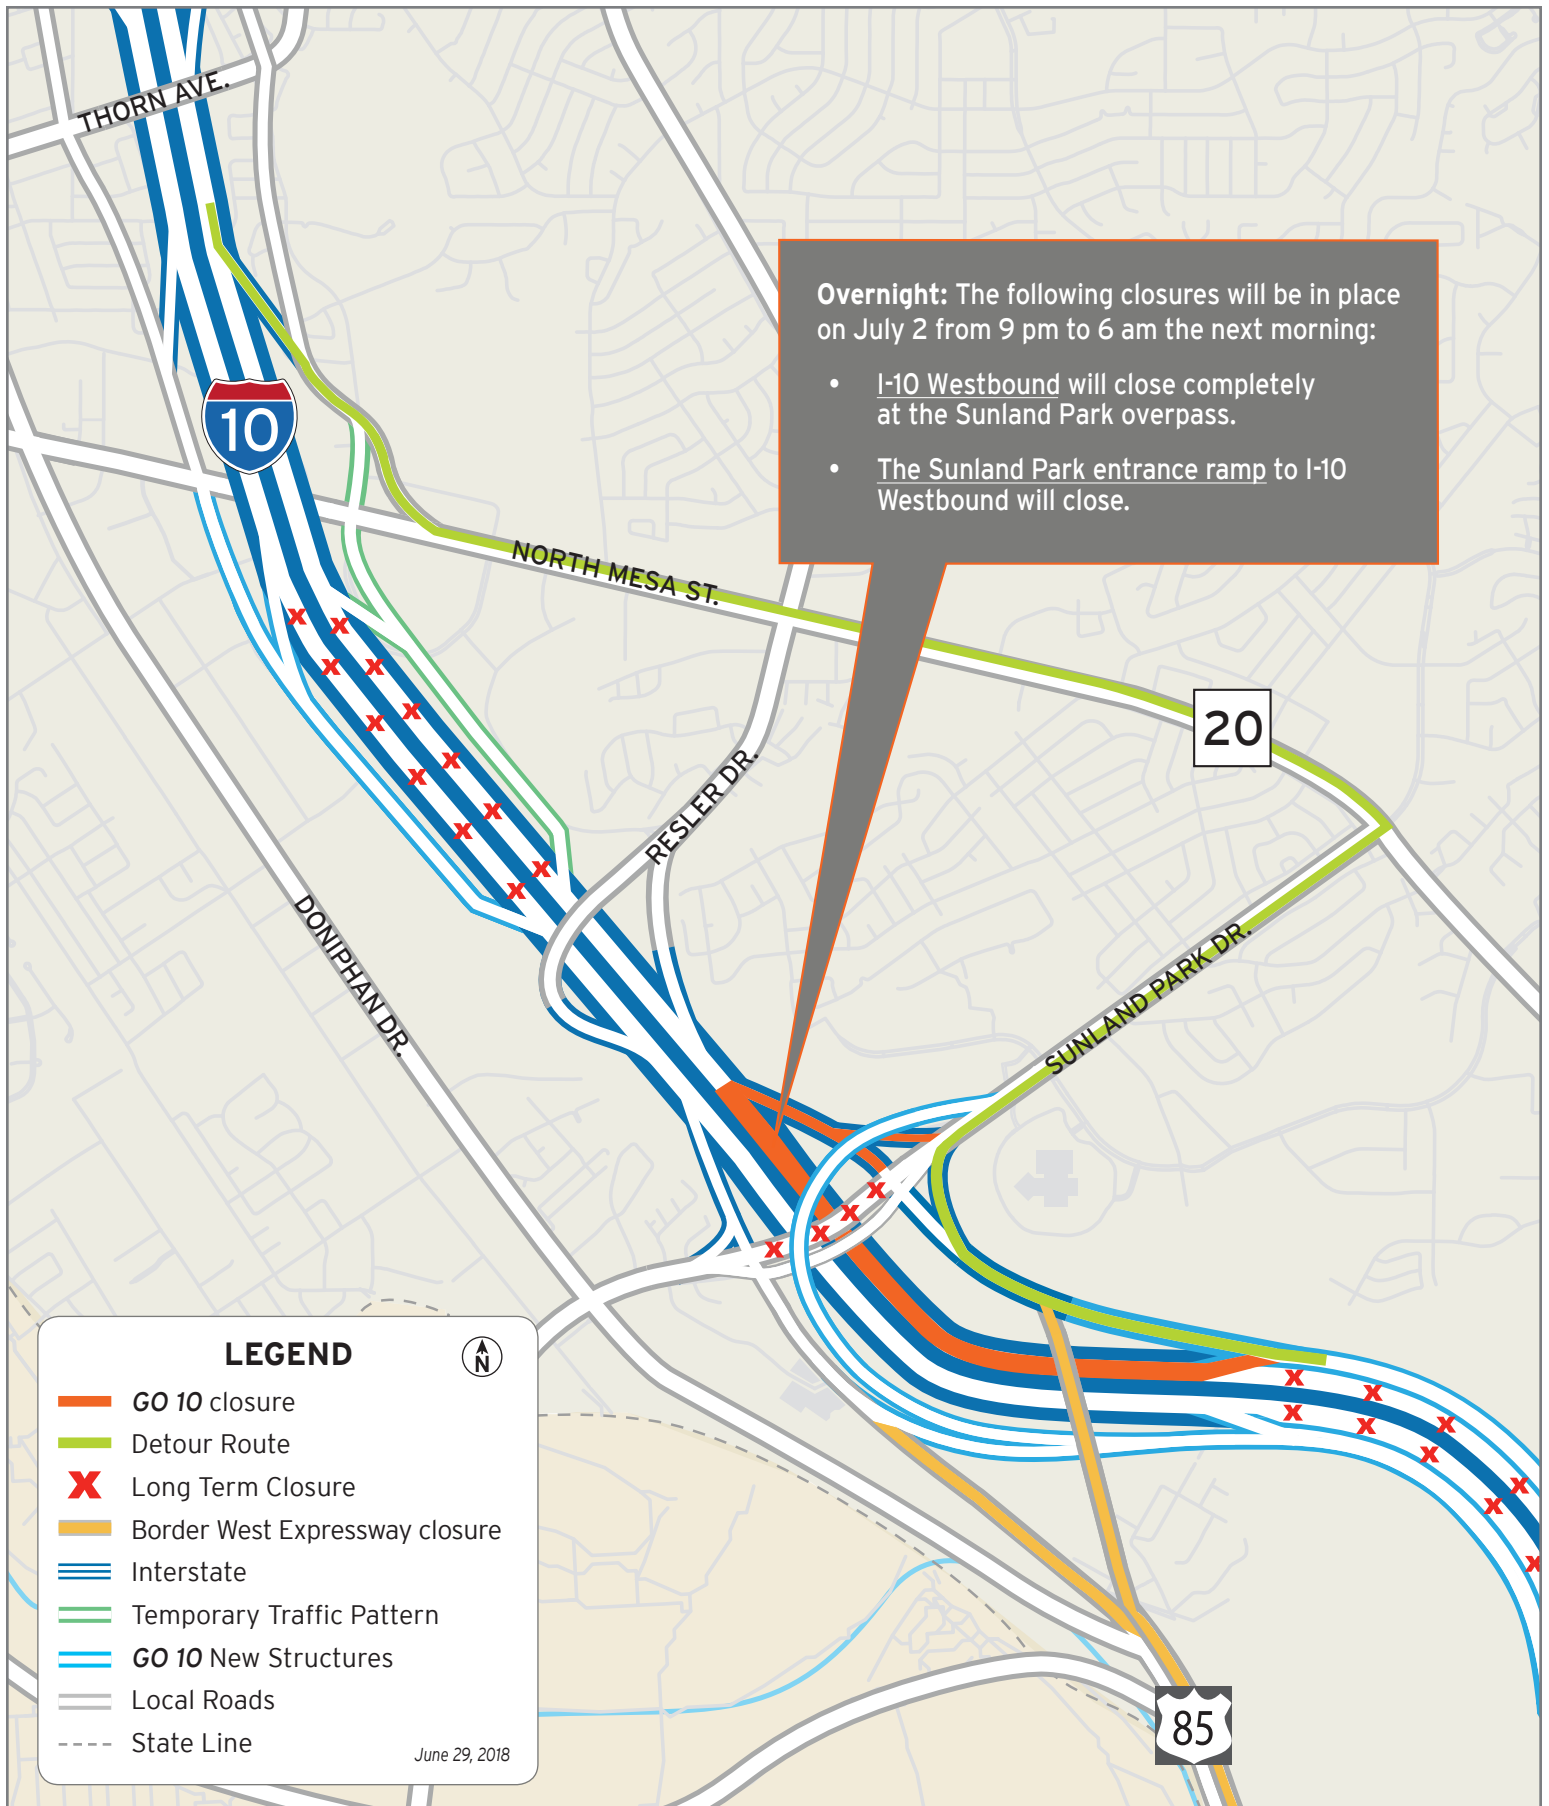 THORN AVE.
Overnight: The following closures will be in place
on July 2 from 9 pm to 6 am the next morning:
• I-10 Westbound will close completely
at the Sunland Park overpass.
• The Sunland Park entrance ramp to I-10
Westbound will close.
10
NORTH MESA ST.
20
RESLER DR.
DONIPHAN DR.
SUNLAND PARK DR.
LEGEND
N
GO 10 closure
Detour Route
X Long Term Closure
Border West Expressway closure
Interstate
Temporary Traffic Pattern
GO 10 New Structures
Local Roads
State Line
June 29, 2018
85